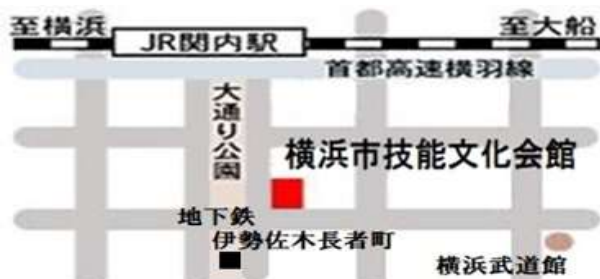 至横浜
至大船
JR関内駅
首都高速横羽線
大通り公園
横浜市技能文化会館
地下鉄
伊勢佐木長者町
横浜武道館